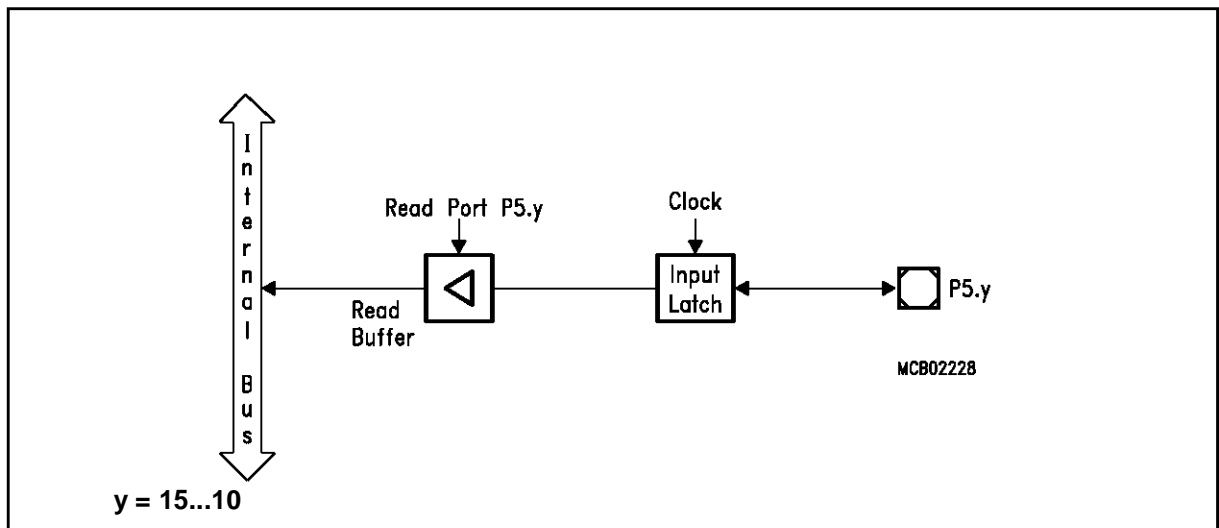 Internal Bus
Read Port P5.y
Clock
Read
Buffer
Input
Latch
P5.y
MCB02228
y = 15...10